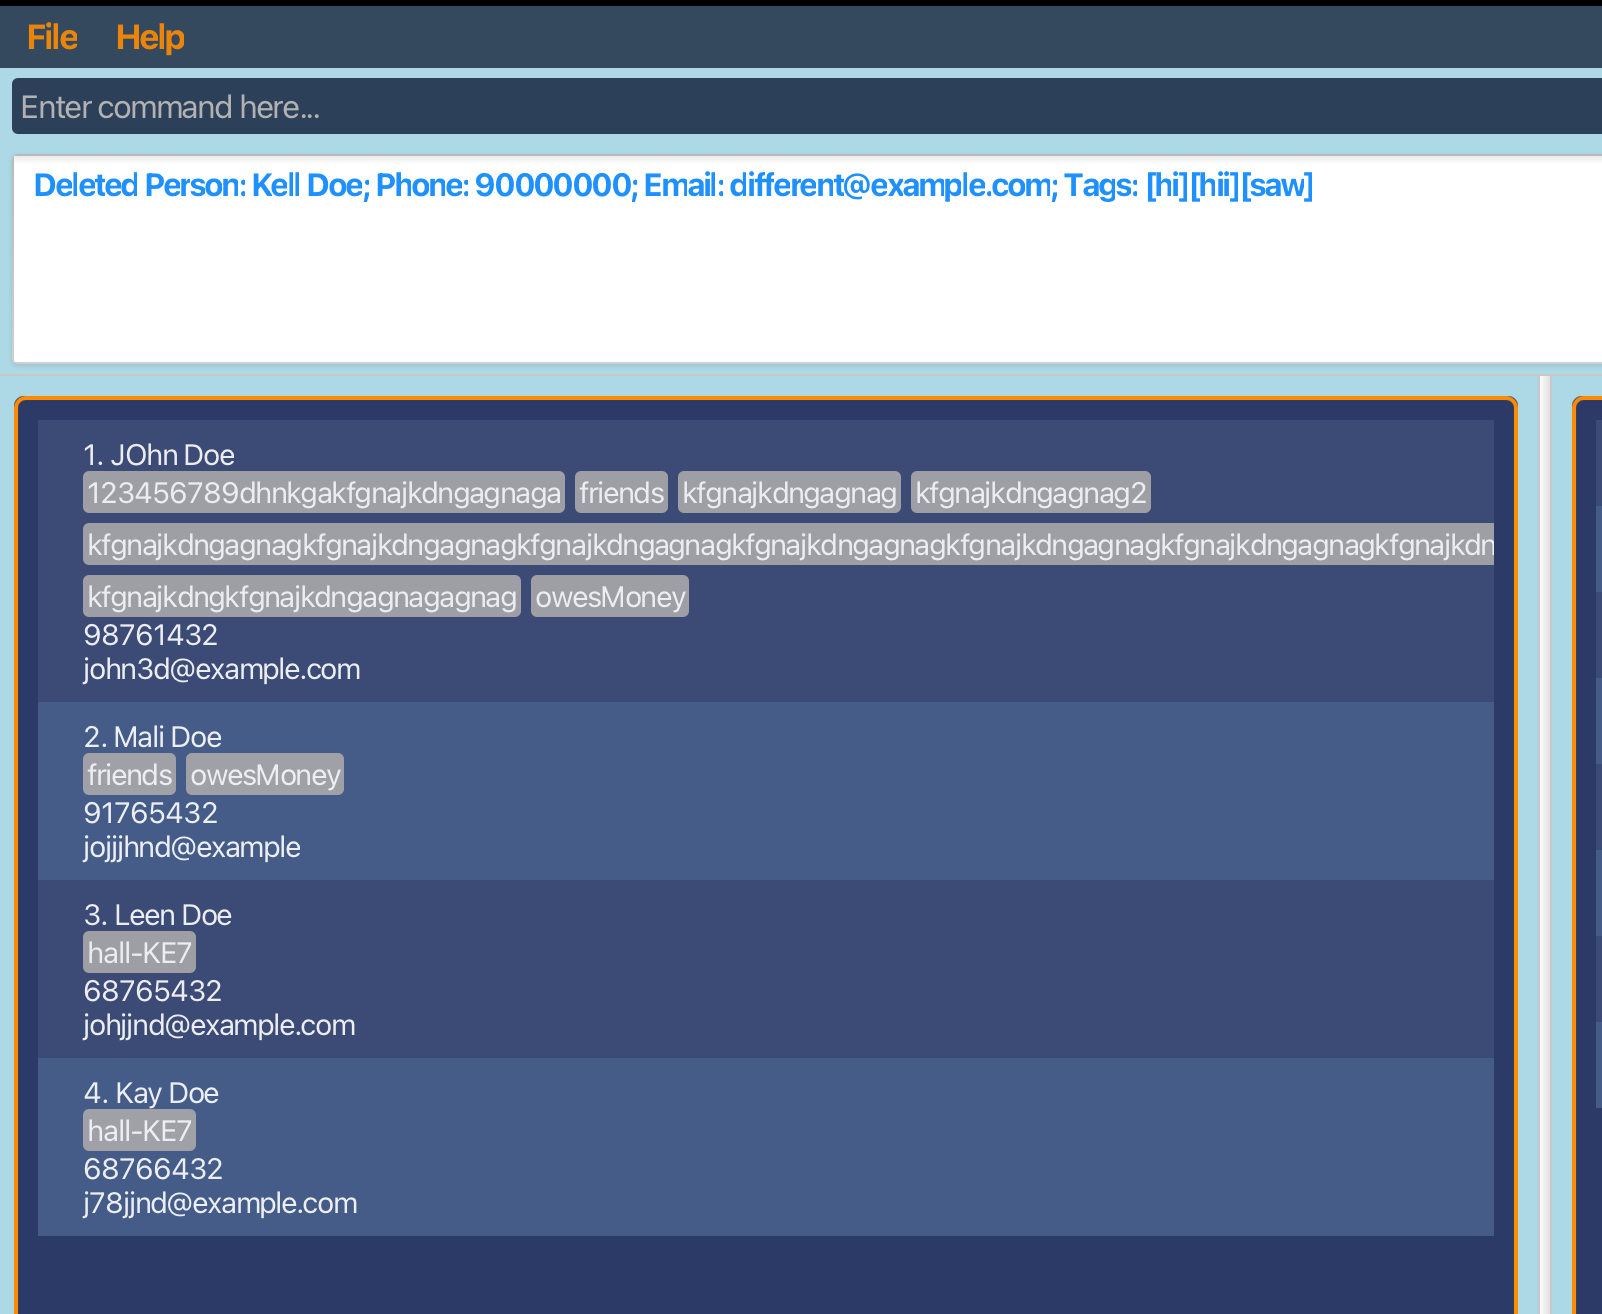 File Help
Enter command here...
Deleted Person: Kell Doe; Phone: 90000000; Email: different@example.com; Tags: [hi][hii][saw]
1. JOhn Doe
123456789dhnkgakfgnajkdngagnaga friends kfgnajkdngagnag kfgnajkdngagnag2
kfgnajkdngagnagkfgnajkdngagnagkfgnajkdngagnagkfgnajkdngagnagkfgnajkdngagnagkfgnajkdngagnagkfgnajkdn
kfgnajkdngkfgnajkdngagnagagnag owesMoney
98761432
john3d@example.com
2. Mali Doe
friends owesMoney
91765432
jojjjhnd@example
3. Leen Doe
hall-KE7
68765432
johjjnd@example.com
4. Kay Doe
hall-KE7
68766432
j78jjnd@example.com